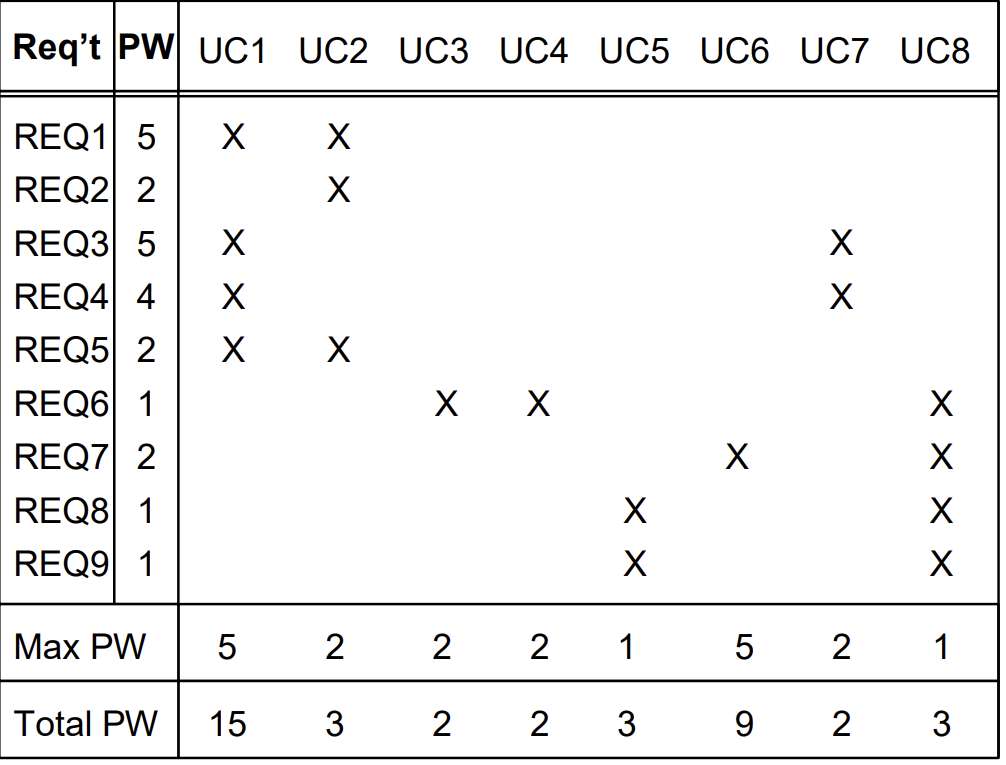 Req’t PW UC1 UC2 UC3 UC4 UC5 UC6 UC7 UC8
REQ1 5 X X
REQ2 2 X
REQ3 5 X X
REQ4 4 X X
REQ5 2 X X
REQ6 1 X X X
REQ7 2 X X
REQ8 1 X X
REQ9 1 X X
Max PW 5 2 2 2 1 5 2 1
Total PW 15 3 2 2 3 9 2 3